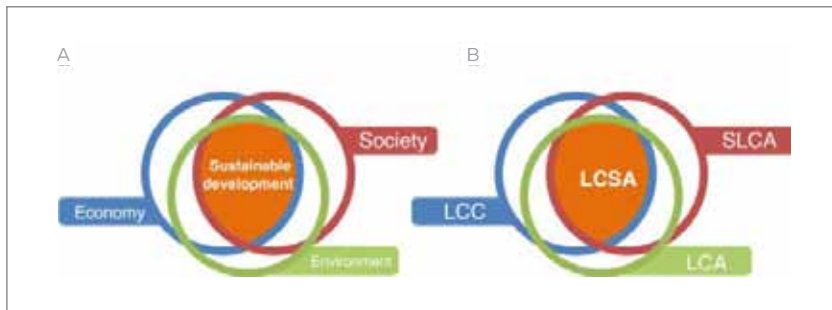 A
B
Society
SLCA
Sustainable
development
LCSA
Economy
LCC
Environment
LCA